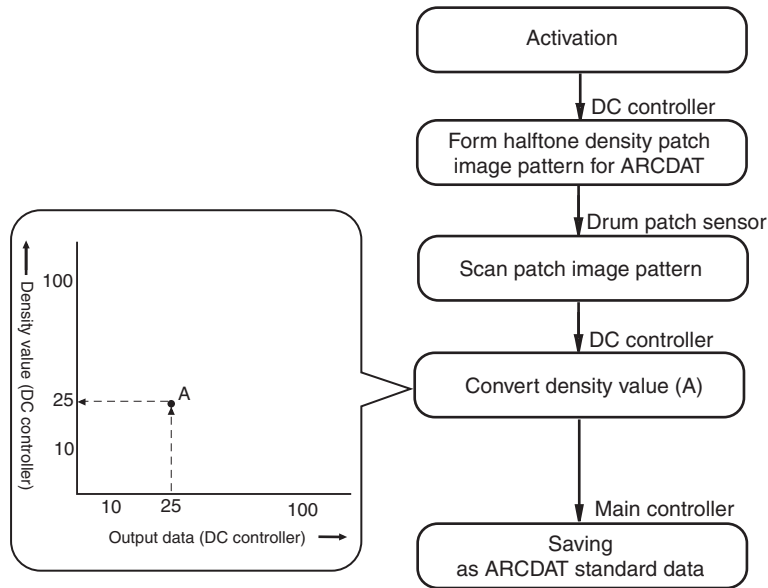 Activation
DC controller
Form halftone density patch
image pattern for ARCDAT
Drum patch sensor
Scan patch image pattern
DC controller
Convert density value (A)
Main controller
Saving
as ARCDAT standard data
Density value (DC controller)
100
25
10
A
10
25
100
Output data (DC controller)